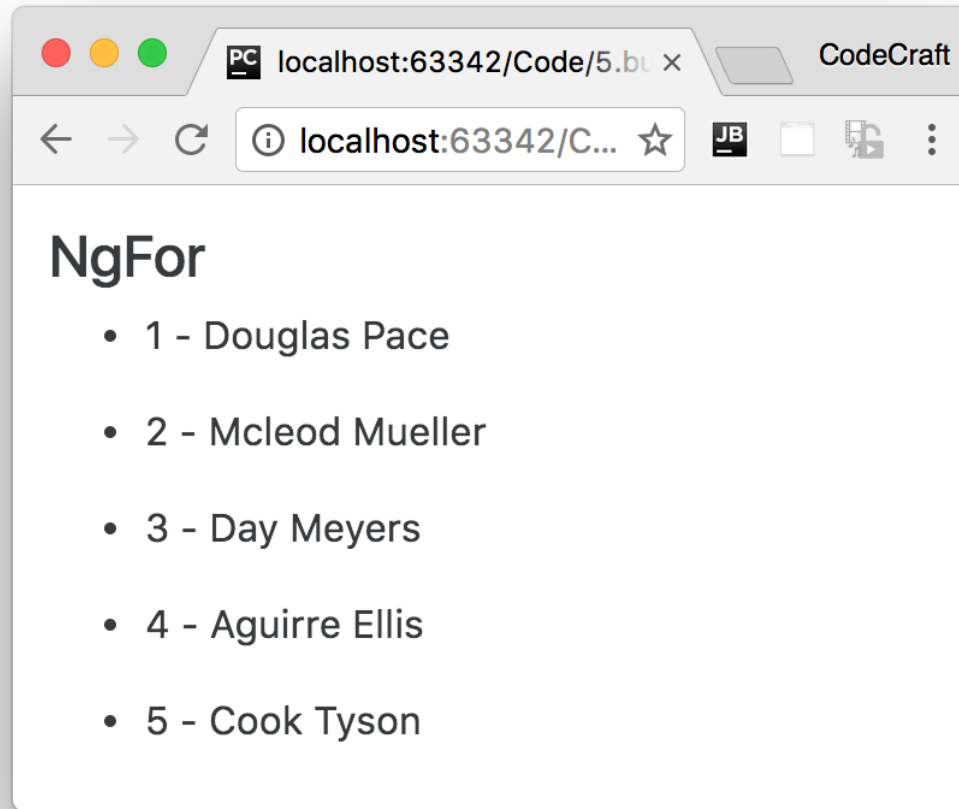 PC localhost:63342/Code/5.bu
CodeCraft
localhost:63342/C...
JB
NgFor
• 1 - Douglas Pace
• 2 - Mcleod Mueller
• 3 - Day Meyers
• 4 - Aguirre Ellis
• 5 - Cook Tyson